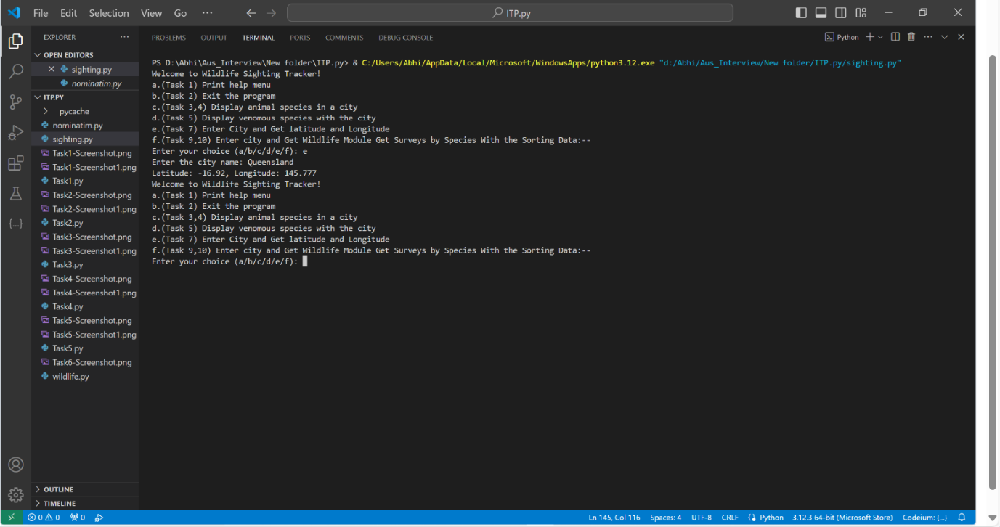 File Edit Selection View Go ··· ITP.py
EXPLORER ···
OPEN EDITORS
sighting.py
nominatim.py
ITP.PY
__pycache__
nominatim.py
sighting.py
Task1-Screenshot.png
Task1-Screenshot1.png
Task1.py
Task2-Screenshot.png
Task2-Screenshot1.png
Task2.py
Task3-Screenshot.png
Task3-Screenshot1.png
Task3.py
Task4-Screenshot.png
Task4-Screenshot1.png
Task4.py
Task5-Screenshot.png
Task5-Screenshot1.png
Task5.py
Task6-Screenshot.png
wildlife.py
OUTLINE
TIMELINE
PROBLEMS OUTPUT TERMINAL PORTS COMMENTS DEBUG CONSOLE Python
PS D:\Abhi\Aus_Interview\New folder\ITP.py> & C:/Users/Abhi/AppData/Local/Microsoft/WindowsApps/python3.12.exe "d:/Abhi/Aus_Interview/New folder/ITP.py/sighting.py"
Welcome to Wildlife Sighting Tracker!
a.(Task 1) Print help menu
b.(Task 2) Exit the program
c.(Task 3,4) Display animal species in a city
d.(Task 5) Display venomous species with the city
e.(Task 7) Enter City and Get latitude and Longitude
f.(Task 9,10) Enter city and Get Wildlife Module Get Surveys by Species With the Sorting Data:--
Enter your choice (a/b/c/d/e/f): e
Enter the city name: Queensland
Latitude: -16.92, Longitude: 145.777
Welcome to Wildlife Sighting Tracker!
a.(Task 1) Print help menu
b.(Task 2) Exit the program
c.(Task 3,4) Display animal species in a city
d.(Task 5) Display venomous species with the city
e.(Task 7) Enter City and Get latitude and Longitude
f.(Task 9,10) Enter city and Get Wildlife Module Get Surveys by Species With the Sorting Data:--
Enter your choice (a/b/c/d/e/f):
0 0 0 Ln 145, Col 116 Spaces: 4 UTF-8 CRLF Python 3.12.3 64-bit (Microsoft Store) Codeium: {...}